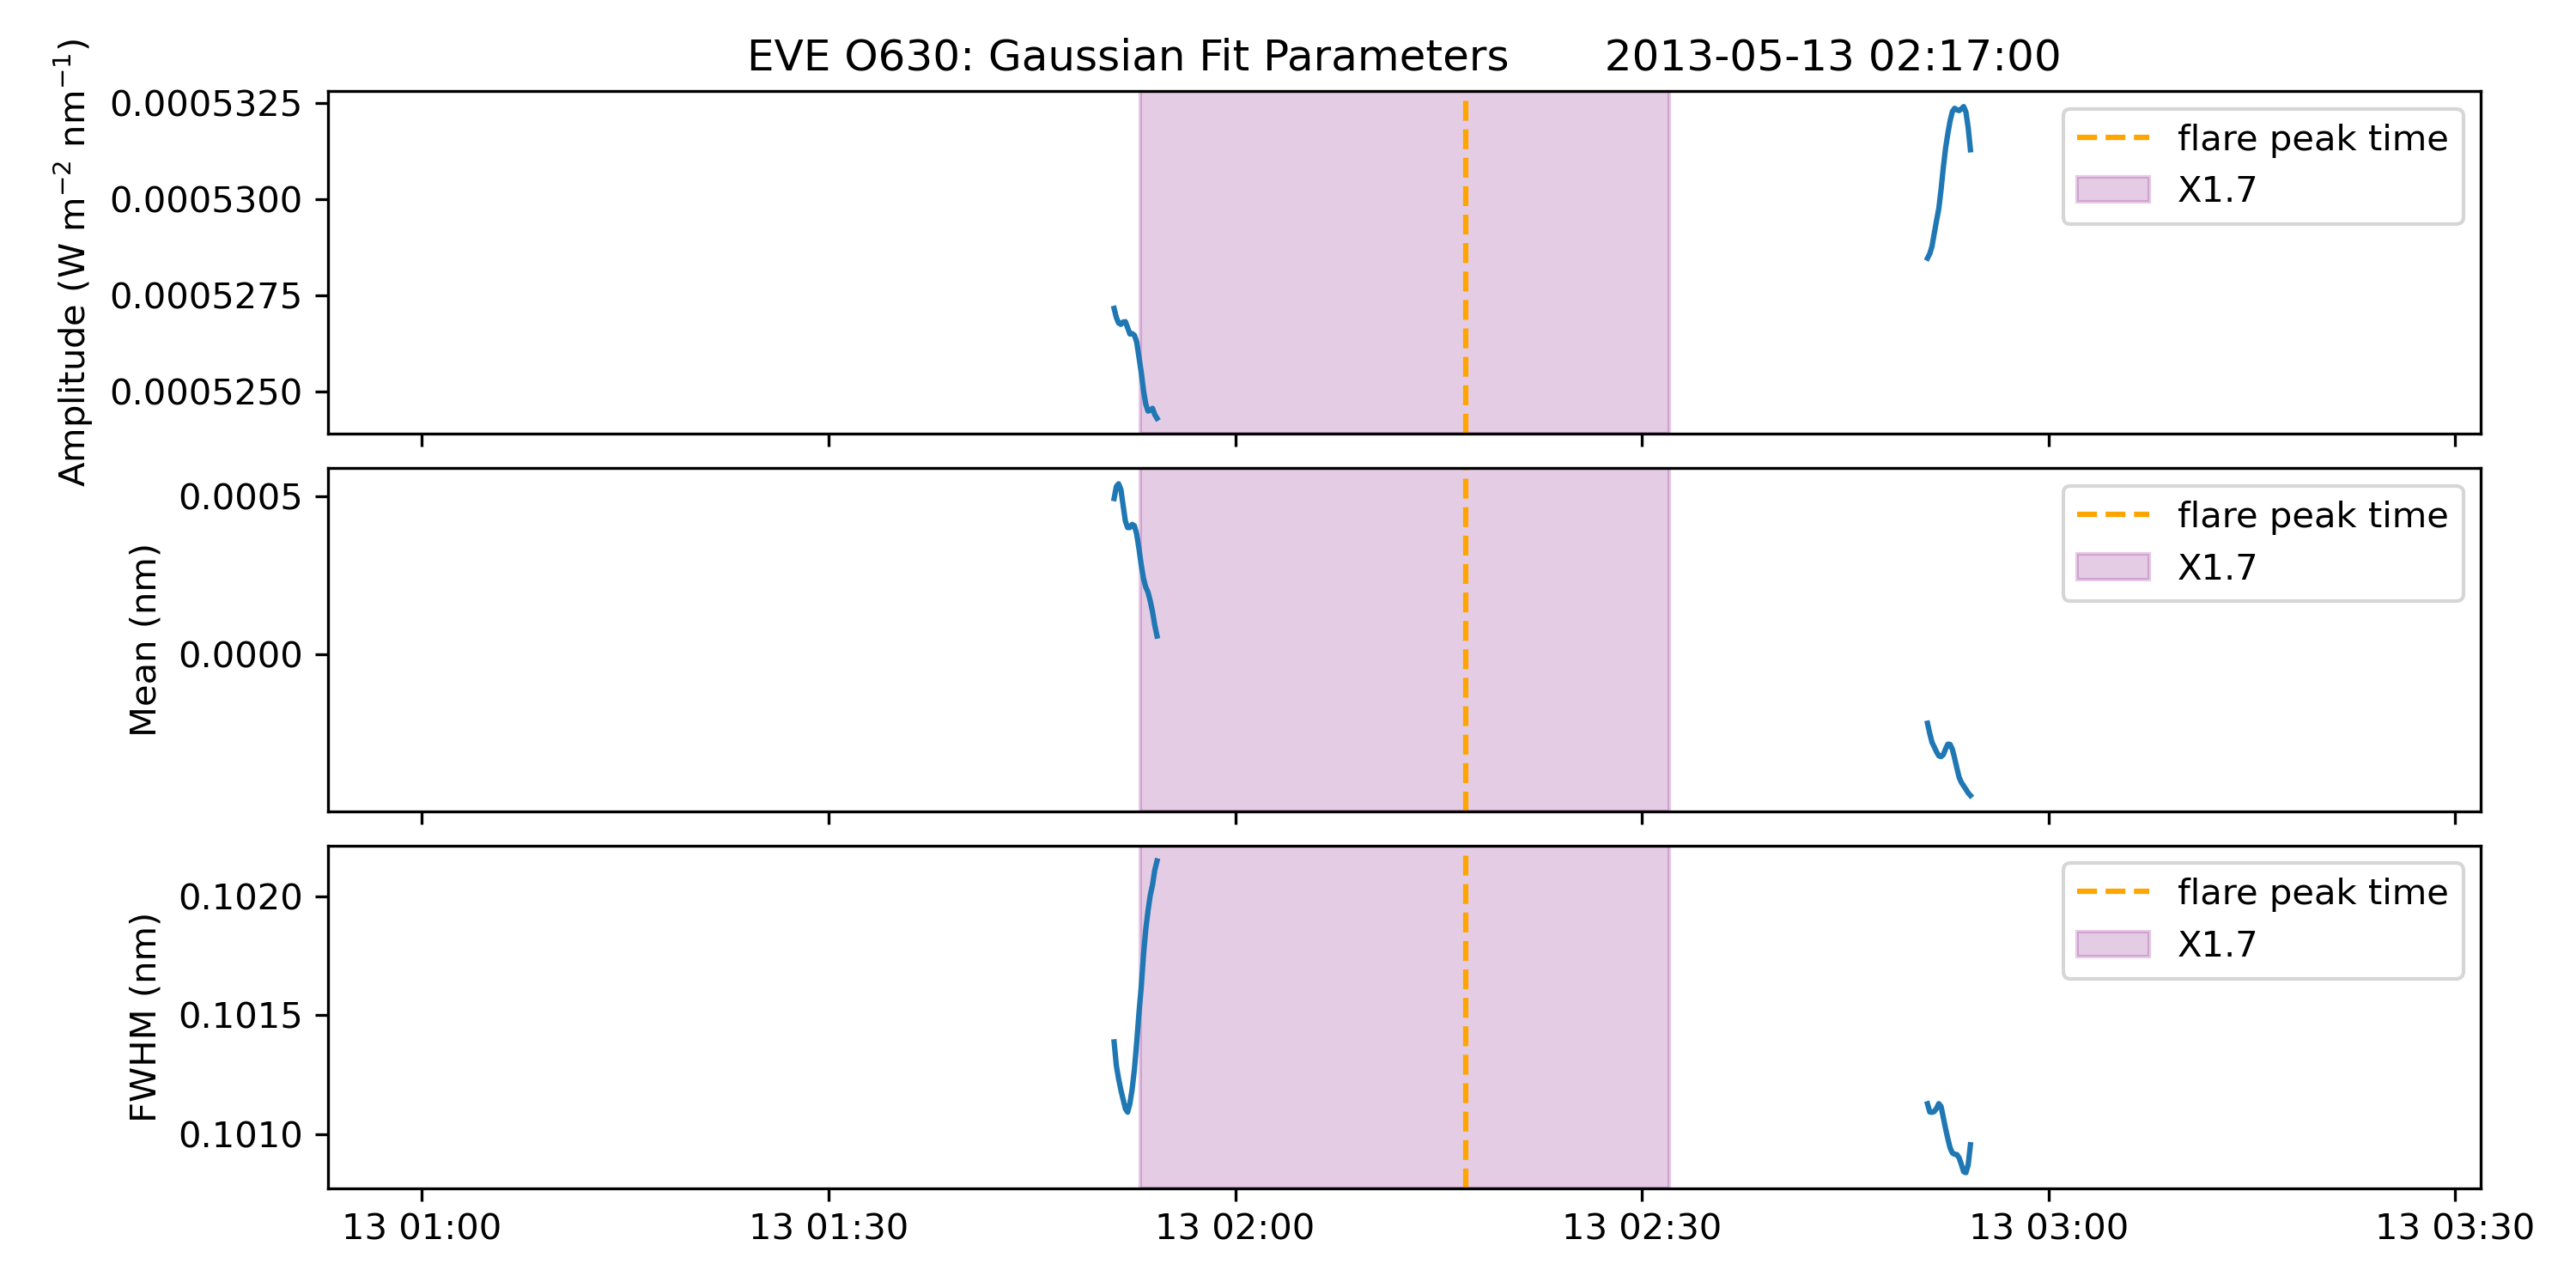 EVE O630: Gaussian Fit Parameters 2013-05-13 02:17:00
Amplitude (W m⁻² nm⁻¹)
0.0005325
0.0005300
0.0005275
0.0005250
flare peak time
X1.7
Mean (nm)
0.0005
0.0000
flare peak time
X1.7
FWHM (nm)
0.1020
0.1015
0.1010
flare peak time
X1.7
13 01:00 13 01:30 13 02:00 13 02:30 13 03:00 13 03:30